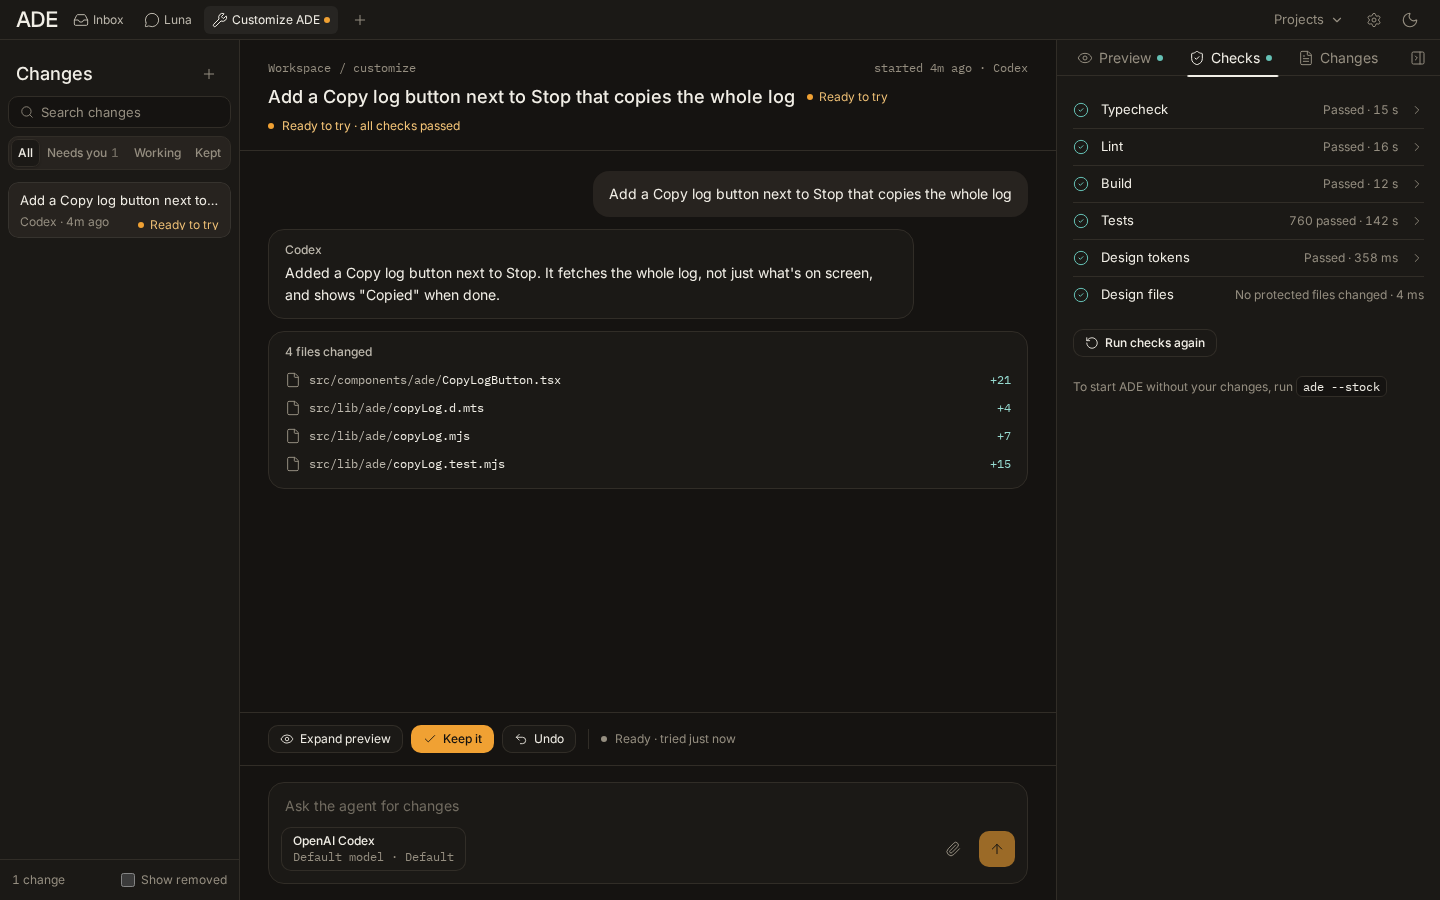 ADE
Inbox
Luna
Customize ADE
Projects
Changes
Search changes
All
Needs you 1
Working
Kept
Add a Copy log button next to...
Codex · 4m ago
Ready to try
1 change
Show removed
Workspace / customize
started 4m ago · Codex
Add a Copy log button next to Stop that copies the whole log
Ready to try
Ready to try · all checks passed
Add a Copy log button next to Stop that copies the whole log
Codex
Added a Copy log button next to Stop. It fetches the whole log, not just what's on screen,
and shows "Copied" when done.
4 files changed
src/components/ade/CopyLogButton.tsx +21
src/lib/ade/copyLog.d.mts +4
src/lib/ade/copyLog.mjs +7
src/lib/ade/copyLog.test.mjs +15
Expand preview
Keep it
Undo
Ready · tried just now
Ask the agent for changes
OpenAI Codex
Default model · Default
Preview
Checks
Changes
Typecheck Passed · 15 s
Lint Passed · 16 s
Build Passed · 12 s
Tests 760 passed · 142 s
Design tokens Passed · 358 ms
Design files No protected files changed · 4 ms
Run checks again
To start ADE without your changes, run ade --stock